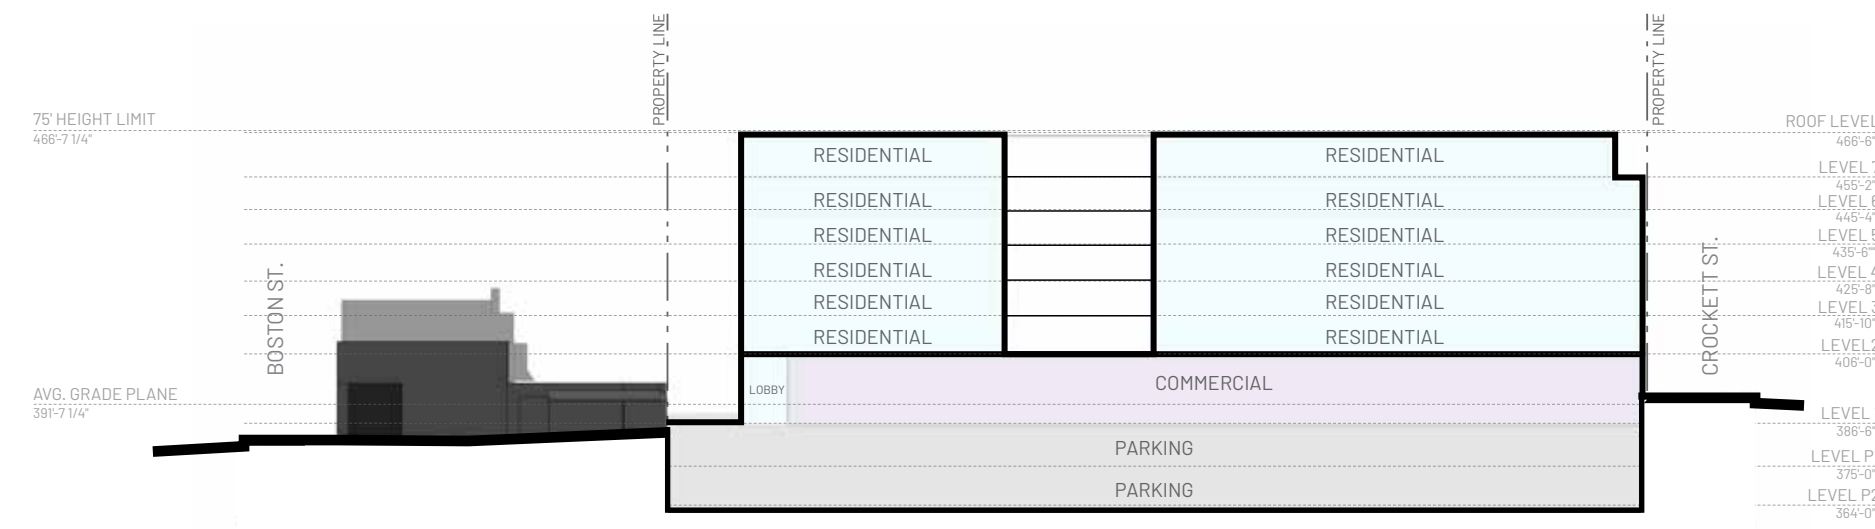 PROPERTY LINE
PROPERTY LINE
75' HEIGHT LIMIT
466'-7 1/4"
ROOF LEVEL
466'-6"
RESIDENTIAL
RESIDENTIAL
LEVEL 7
455'-2"
RESIDENTIAL
RESIDENTIAL
LEVEL 6
445'-4"
RESIDENTIAL
RESIDENTIAL
LEVEL 5
435'-6"
RESIDENTIAL
RESIDENTIAL
LEVEL 4
425'-8"
RESIDENTIAL
RESIDENTIAL
LEVEL 3
415'-10"
RESIDENTIAL
RESIDENTIAL
LEVEL2
406'-0"
BOSTON ST.
CROCKETT ST.
LOBBY
COMMERCIAL
AVG. GRADE PLANE
391'-7 1/4"
LEVEL
386'-6"
PARKING
LEVEL P
375'-0"
PARKING
LEVEL P2
364'-0"